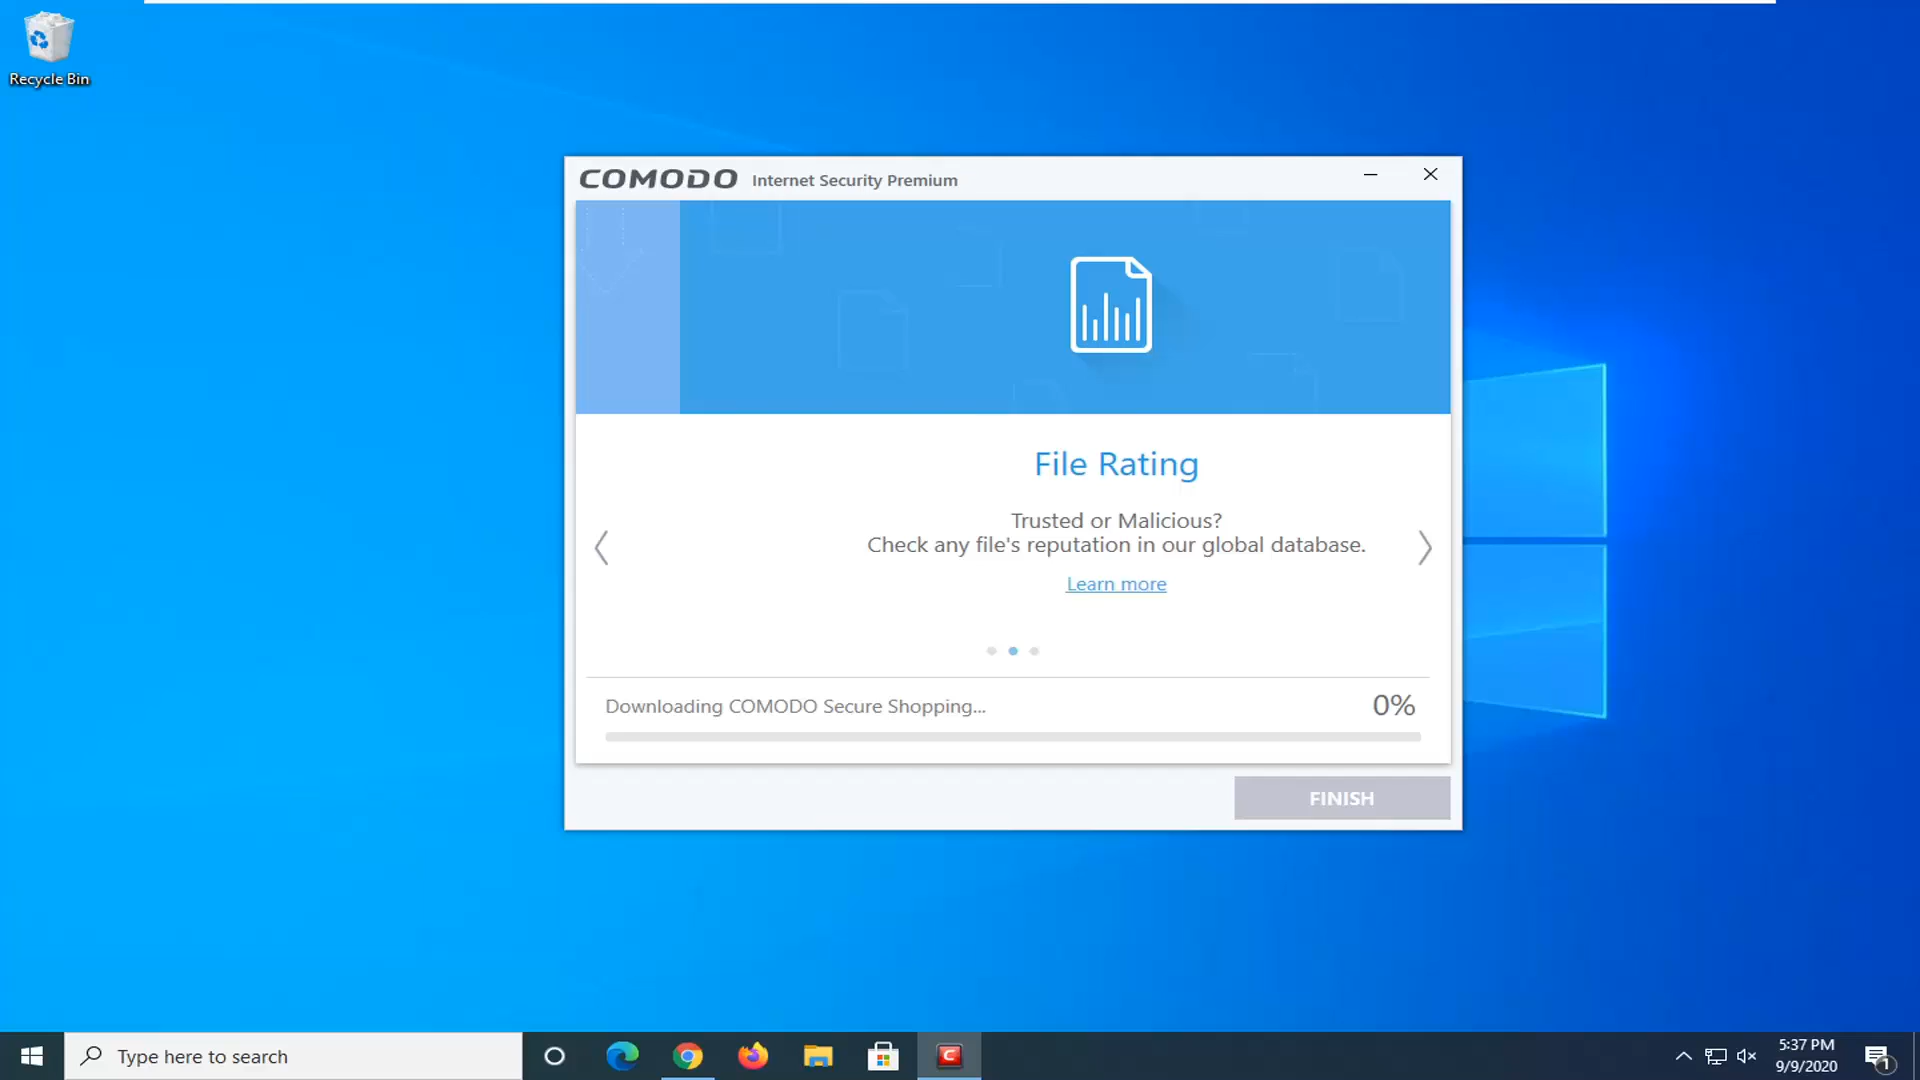 Recycle Bin
COMODO Internet Security Premium
File Rating
Trusted or Malicious?
Check any file's reputation in our global database.
Learn more
Downloading COMODO Secure Shopping...
0%
FINISH
Type here to search
C
5:37 PM
9/9/2020
1